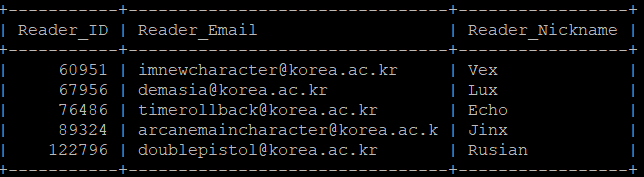 Reader_ID | Reader_Email | Reader_Nickname
60951 | imnewcharacter@korea.ac.kr | Vex
67956 | demasia@korea.ac.kr | Lux
76486 | timerollback@korea.ac.kr | Echo
89324 | arcanemaincharacter@korea.ac.k | Jinx
122796 | doublepistol@korea.ac.kr | Rusian